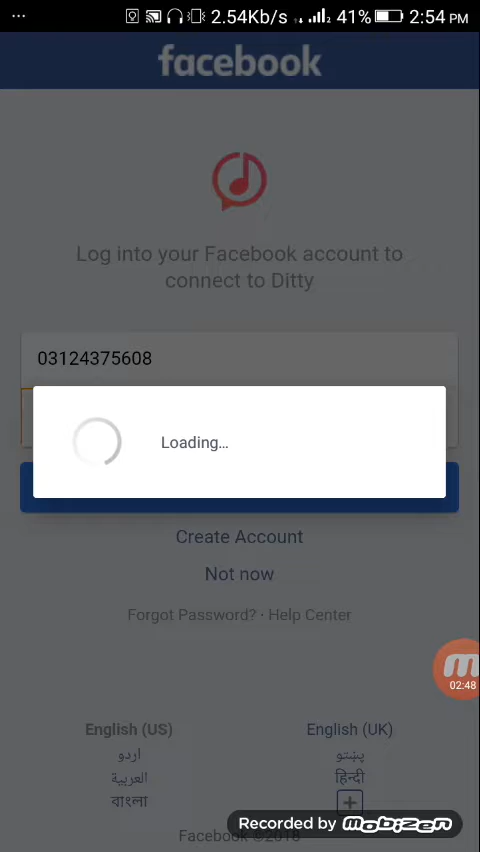 ... 2.54Kb/s 41% 2:54 PM
facebook
Log into your Facebook account to
connect to Ditty
03124375608
Loading...
Create Account
Not now
Forgot Password? · Help Center
02:48
English (US) English (UK)
اردو پښتو
العربية हिन्दी
বাংলা +
Recorded by MOBIZEN
Facebook ©2018